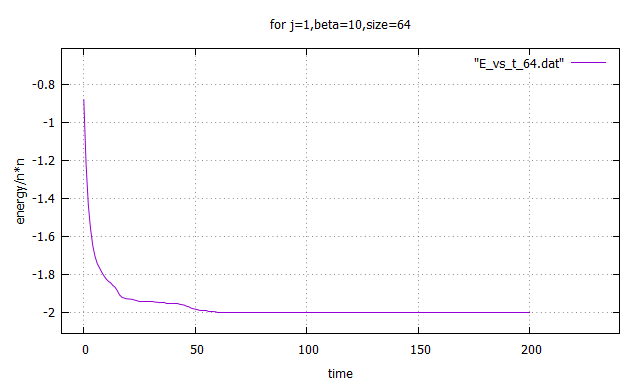 for j=1,beta=10,size=64
"E_vs_t_64.dat"
-0.8
-1
-1.2
-1.4
-1.6
-1.8
-2
energy/n*n
0 50 100 150 200
time